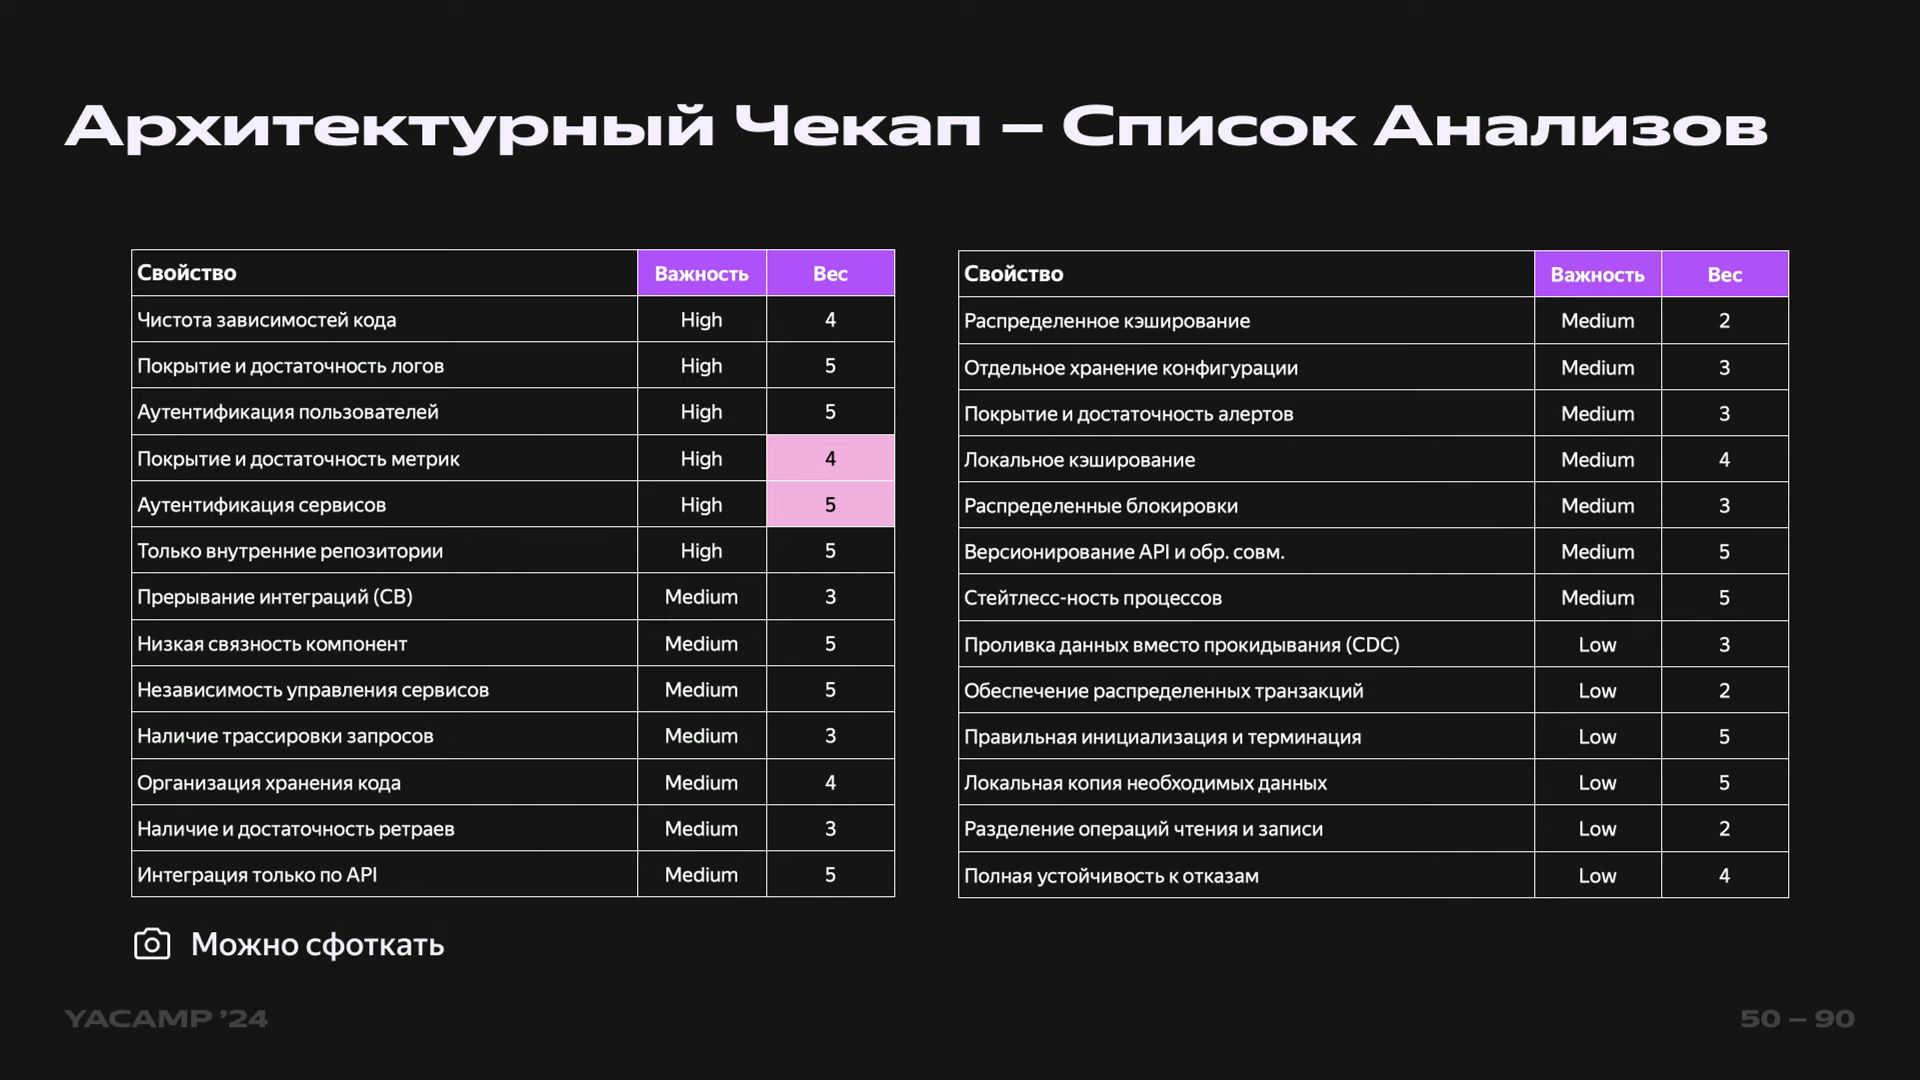 Архитектурный Чекап – Список Анализов
Свойство Важность Вес
Чистота зависимостей кода High 4
Покрытие и достаточность логов High 5
Аутентификация пользователей High 5
Покрытие и достаточность метрик High 4
Аутентификация сервисов High 5
Только внутренние репозитории High 5
Прерывание интеграций (CB) Medium 3
Низкая связность компонент Medium 5
Независимость управления сервисов Medium 5
Наличие трассировки запросов Medium 3
Организация хранения кода Medium 4
Наличие и достаточность ретраев Medium 3
Интеграция только по API Medium 5
Свойство Важность Вес
Распределенное кэширование Medium 2
Отдельное хранение конфигурации Medium 3
Покрытие и достаточность алертов Medium 3
Локальное кэширование Medium 4
Распределенные блокировки Medium 3
Версионирование API и обр. совм. Medium 5
Стейтлесс-ность процессов Medium 5
Проливка данных вместо прокидывания (CDC) Low 3
Обеспечение распределенных транзакций Low 2
Правильная инициализация и терминация Low 5
Локальная копия необходимых данных Low 5
Разделение операций чтения и записи Low 2
Полная устойчивость к отказам Low 4
Можно сфоткать
YACAMP ’24
50 – 90